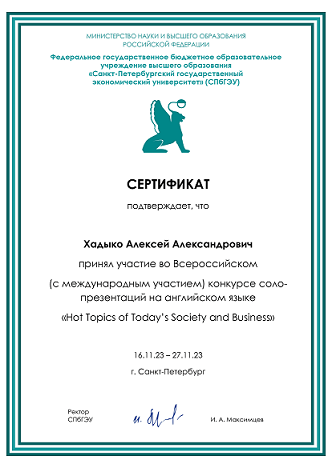 МИНИСТЕРСТВО НАУКИ И ВЫСШЕГО ОБРАЗОВАНИЯ
РОССИЙСКОЙ ФЕДЕРАЦИИ
Федеральное государственное бюджетное образовательное
учреждение высшего образования
«Санкт-Петербургский государственный
экономический университет» (СПбГЭУ)
СЕРТИФИКАТ
подтверждает, что
Хадыко Алексей Александрович
принял участие во Всероссийском
(с международным участием) конкурсе соло-
презентаций на английском языке
«Hot Topics of Today’s Society and Business»
16.11.23 – 27.11.23
г. Санкт-Петербург
Ректор
СПбГЭУ
И. А. Максимцев